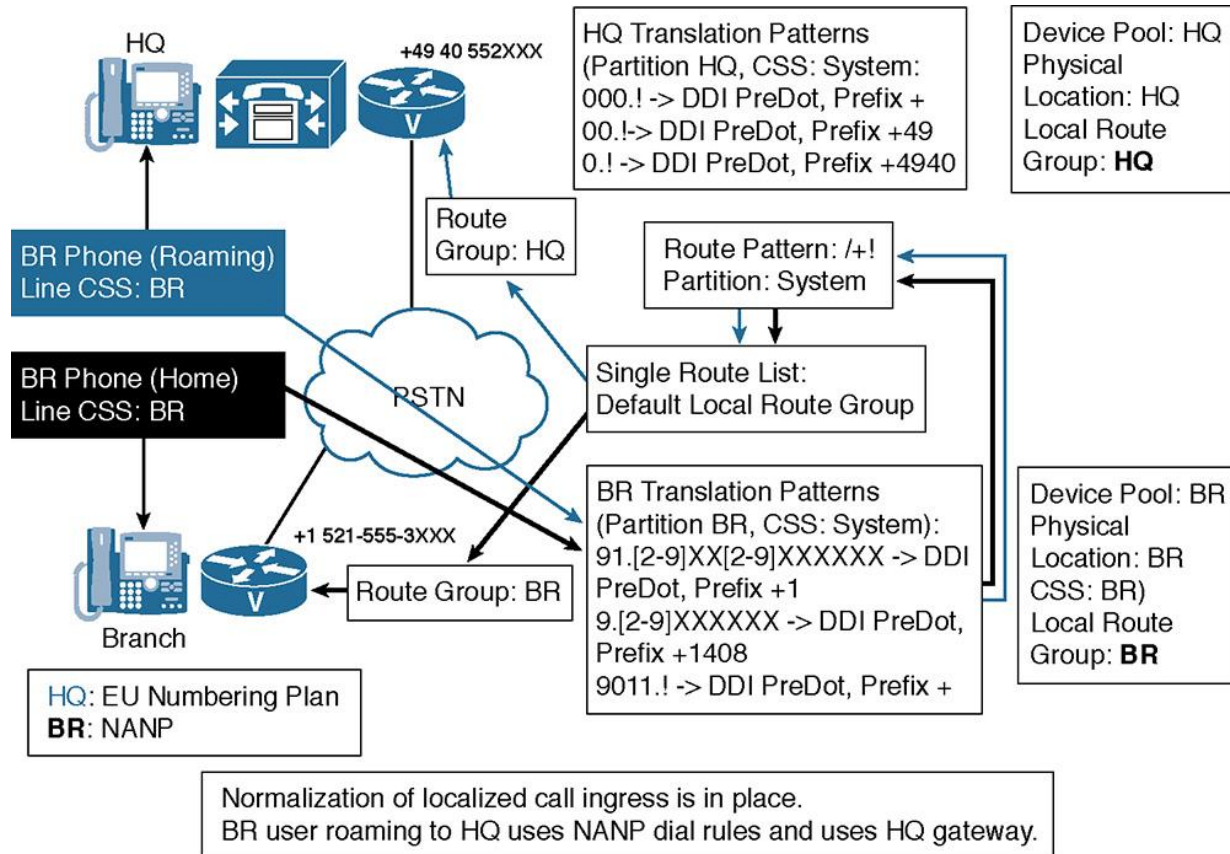 HQ
+49 40 552XXX
V
HQ Translation Patterns
(Partition HQ, CSS: System:
000.! -> DDI PreDot, Prefix +
00.!-> DDI PreDot, Prefix +49
0.! -> DDI PreDot, Prefix +4940
Device Pool: HQ
Physical
Location: HQ
Local Route
Group: HQ
Route
Group: HQ
Route Pattern: /+!
Partition: System
BR Phone (Roaming)
Line CSS: BR
BR Phone (Home)
Line CSS: BR
PSTN
Single Route List:
Default Local Route Group
BR Translation Patterns
(Partition BR, CSS: System):
91.[2-9]XX[2-9]XXXXXX -> DDI
PreDot, Prefix +1
9.[2-9]XXXXXX -> DDI PreDot,
Prefix +1408
9011.! -> DDI PreDot, Prefix +
Device Pool: BR
Physical
Location: BR
CSS: BR)
Local Route
Group: BR
+1 521-555-3XXX
V
Route Group: BR
Branch
HQ: EU Numbering Plan
BR: NANP
Normalization of localized call ingress is in place.
BR user roaming to HQ uses NANP dial rules and uses HQ gateway.